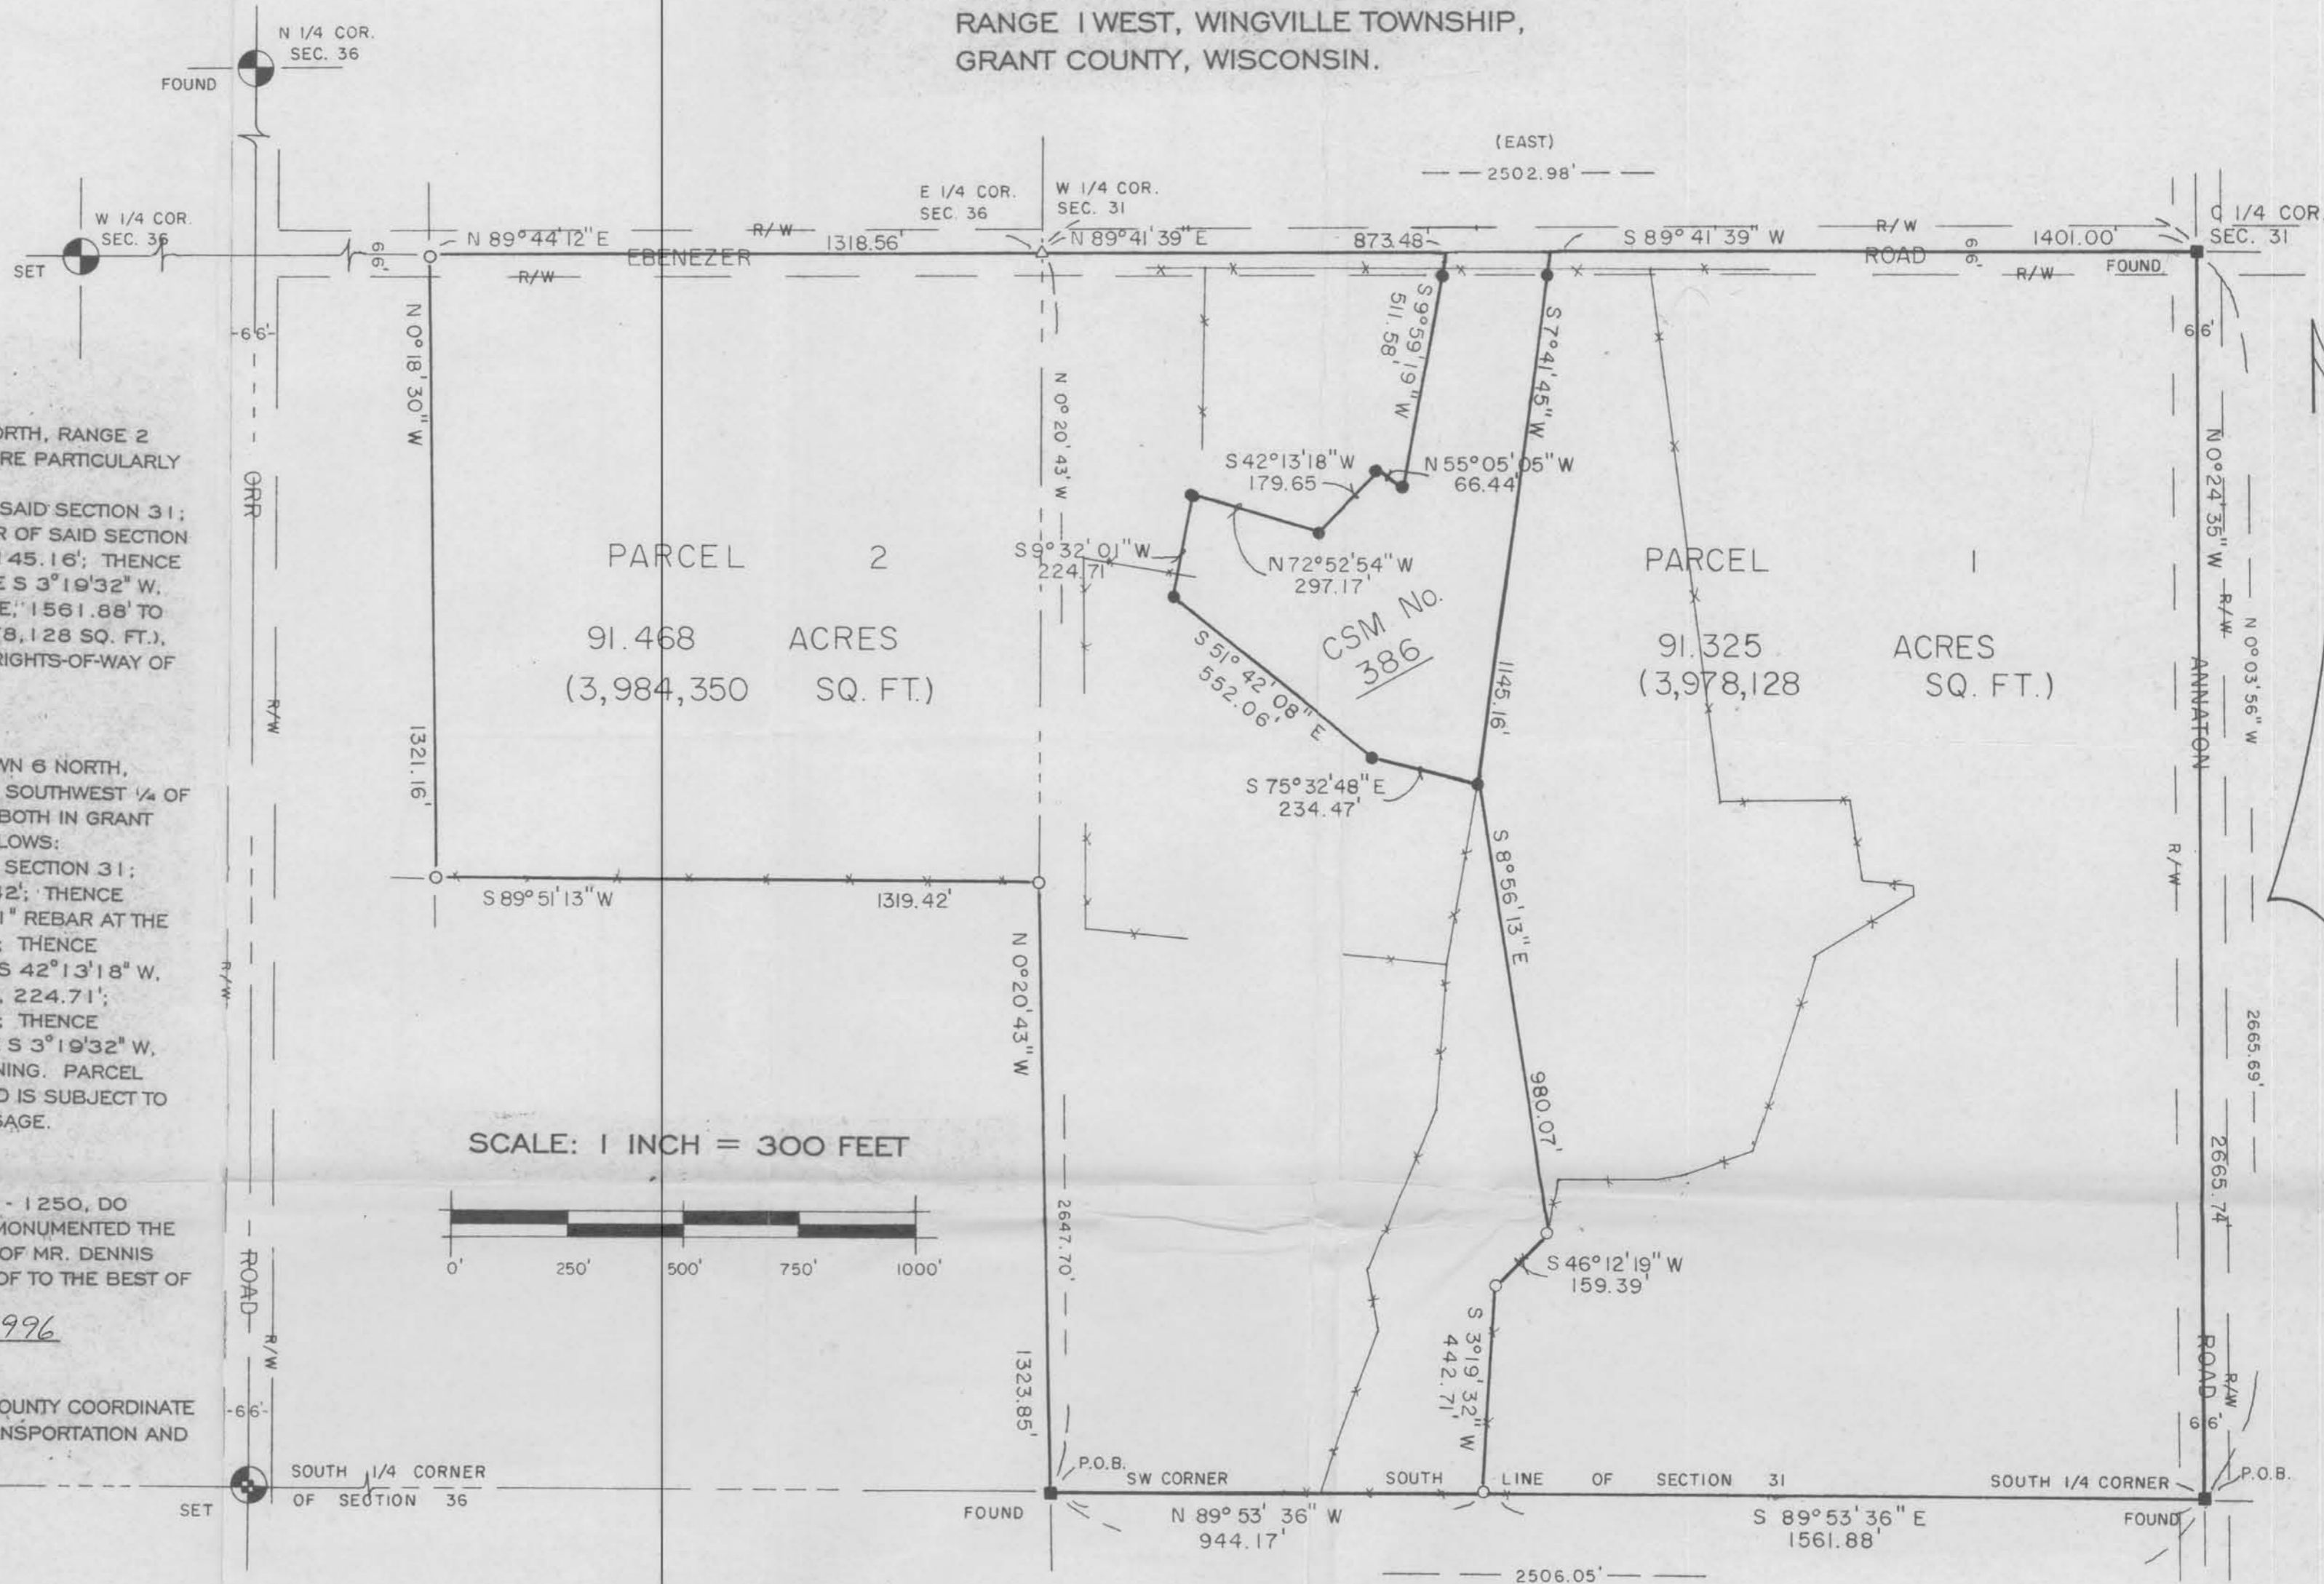 RANGE 1 WEST, WINGVILLE TOWNSHIP,
GRANT COUNTY, WISCONSIN.
N 1/4 COR.
SEC. 36
FOUND
(EAST)
2502.98'
W 1/4 COR.
SEC. 36
SET
E 1/4 COR.
SEC. 36
W 1/4 COR.
SEC. 31
C 1/4 COR
SEC. 31
N 89°44'12"E
R/W
1318.56'
N 89°41'39"E
873.48'
S 89°41'39" W
R/W
1401.00'
66'
EBENEZER
R/W
ROAD
66'
R/W
FOUND
-66'-
66'
N 0°18'30" W
1321.16'
N 0°20'43" W
S 9°59'19" W
511.58'
S 7°41'45" W
1145.16'
N 0°24'35" W
R/W
N 0°03'56" W
ORTH, RANGE 2
RE PARTICULARLY
SAID SECTION 31;
R OF SAID SECTION
145.16'; THENCE
E S 3°19'32" W,
E, 1561.88' TO
8,128 SQ. FT.),
RIGHTS-OF-WAY OF
ORR
R/W
S 42°13'18" W
179.65
N 55°05'05" W
66.44'
S 9°32'01" W
224.71
N 72°52'54" W
297.17'
PARCEL 2
91.468 ACRES
(3,984,350 SQ. FT.)
CSM No.
386
S 51°42'08" E
552.06'
S 75°32'48" E
234.47'
PARCEL 1
91.325 ACRES
(3,978,128 SQ. FT.)
ANNATON
R/W
WN 6 NORTH,
SOUTHWEST 1/4 OF
BOTH IN GRANT
LOWS:
SECTION 31;
42'; THENCE
1" REBAR AT THE
; THENCE
S 42°13'18" W,
, 224.71';
; THENCE
S 3°19'32" W,
NING. PARCEL
D IS SUBJECT TO
SAGE.
S 89°51'13" W
1319.42'
R/W
N 0°20'43" W
S 8°56'13" E
980.07'
2665.69'
2665.74'
SCALE: 1 INCH = 300 FEET
0' 250' 500' 750' 1000'
- 1250, DO
MONUMENTED THE
OF MR. DENNIS
OF TO THE BEST OF
996
OUNTY COORDINATE
NSPORTATION AND
ROAD
R/W
-66'-
2647.70'
1323.85'
S 46°12'19" W
159.39'
S 3°19'32" W
442.71'
ROAD
R/W
66'
SOUTH 1/4 CORNER
OF SECTION 36
SET
P.O.B.
SW CORNER
SOUTH LINE OF SECTION 31
SOUTH 1/4 CORNER
P.O.B.
FOUND
N 89°53'36" W
944.17'
S 89°53'36" E
1561.88'
FOUND
2506.05'